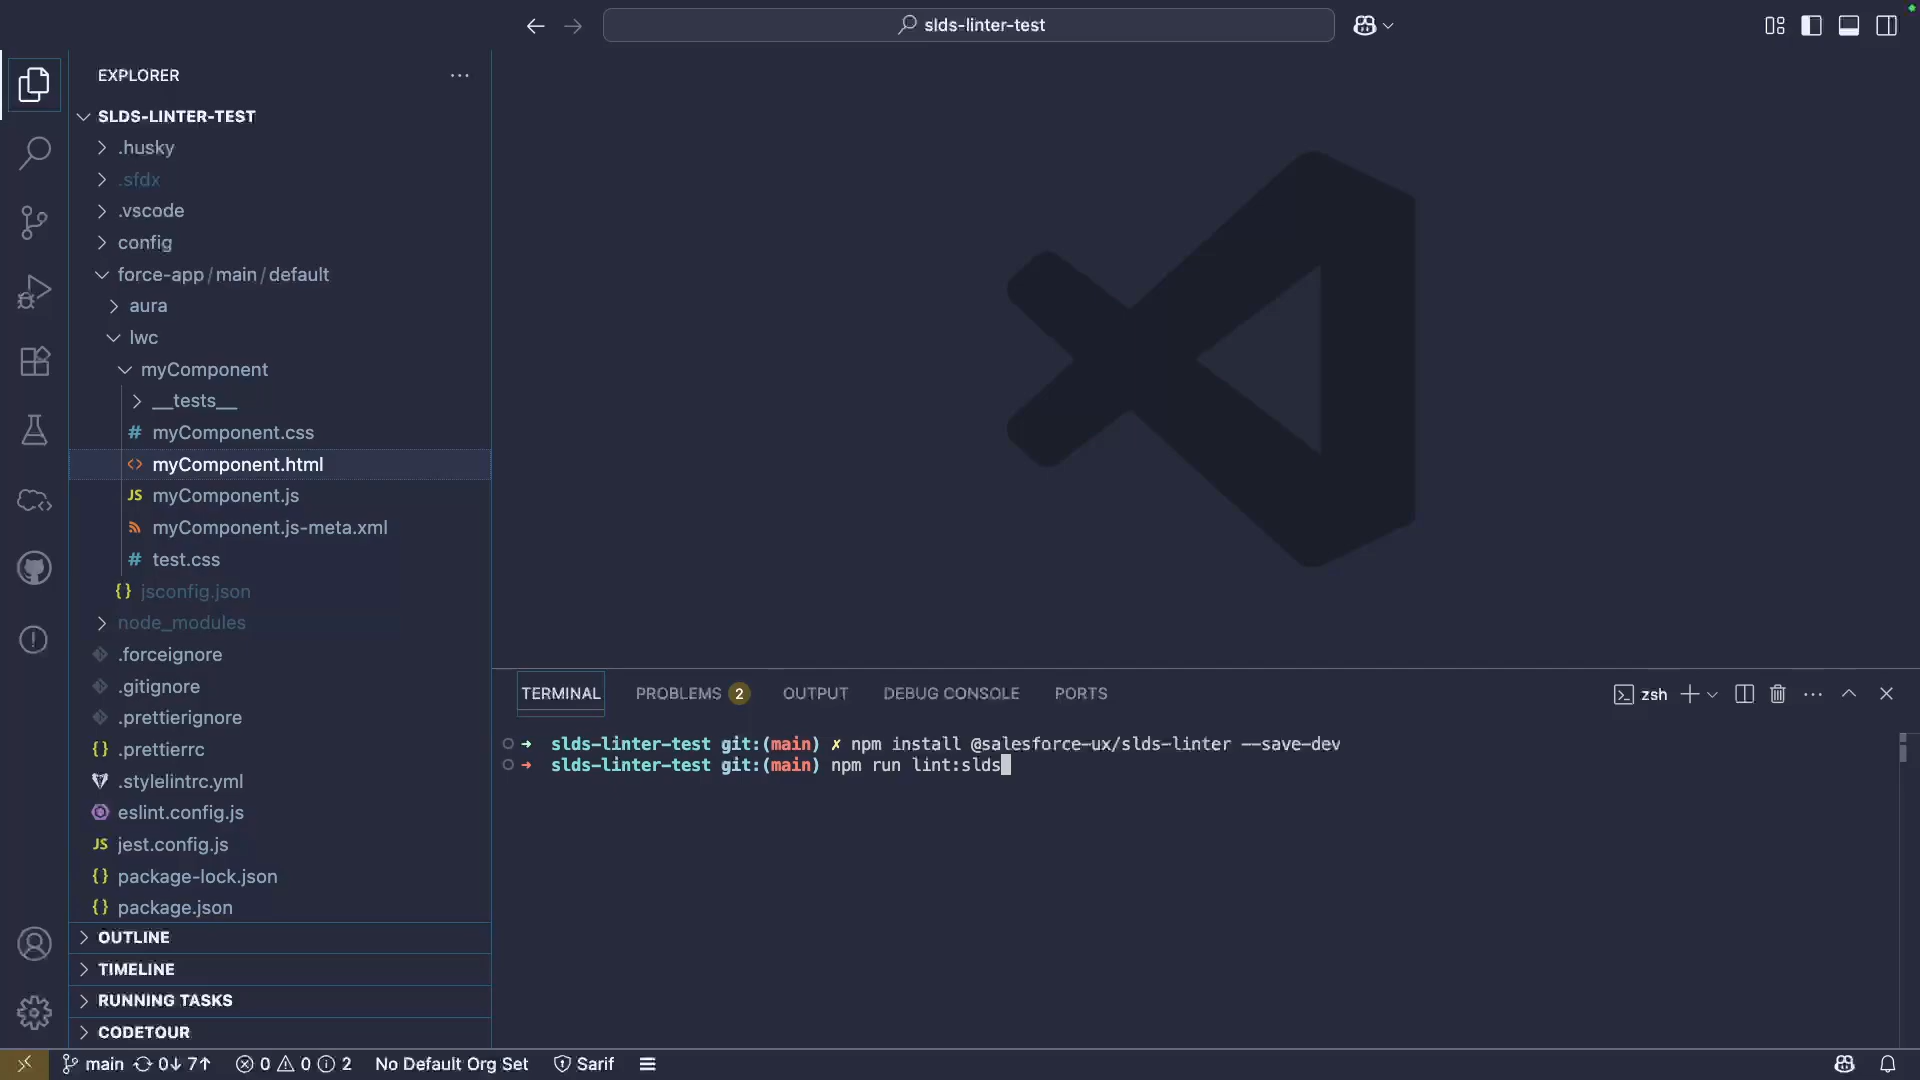 slds-linter-test
EXPLORER
SLDS-LINTER-TEST
.husky
.sfdx
.vscode
config
force-app/main/default
aura
lwc
myComponent
__tests__
# myComponent.css
<> myComponent.html
JS myComponent.js
myComponent.js-meta.xml
# test.css
{} jsconfig.json
node_modules
.forceignore
.gitignore
.prettierignore
{} .prettierrc
.stylelintrc.yml
eslint.config.js
JS jest.config.js
{} package-lock.json
{} package.json
OUTLINE
TIMELINE
RUNNING TASKS
CODETOUR
TERMINAL PROBLEMS 2 OUTPUT DEBUG CONSOLE PORTS
zsh
➜ slds-linter-test git:(main) ✗ npm install @salesforce-ux/slds-linter --save-dev
➜ slds-linter-test git:(main) npm run lint:slds
main 0↓ 7↑ 0 0 2 No Default Org Set Sarif